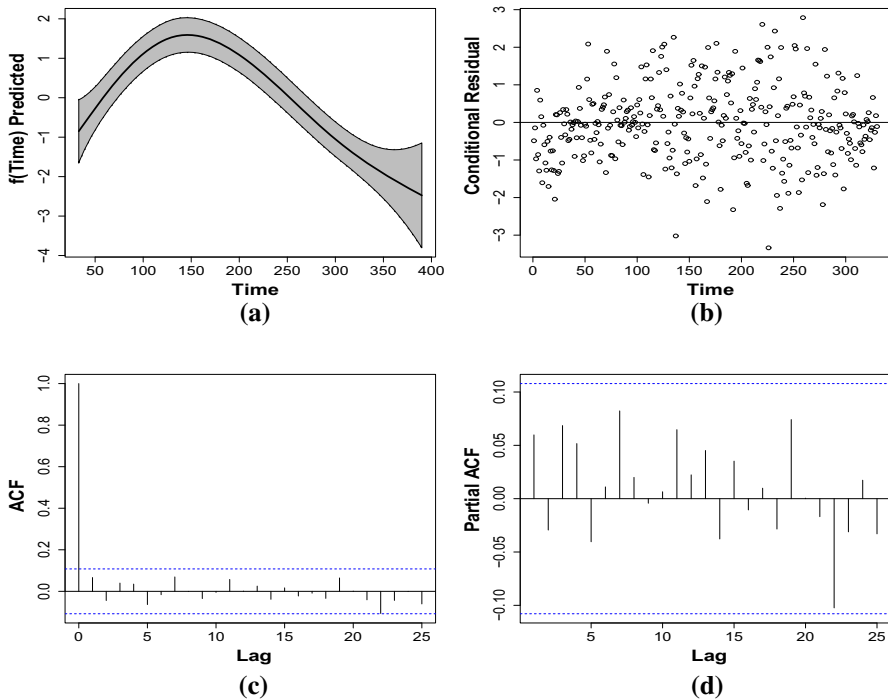 f(Time) Predicted
2
1
0
−1
−2
−3
−4
50 100 150 200 250 300 350 400
Time
(a)
Conditional Residual
3
2
1
0
−1
−2
−3
0 50 100 150 200 250 300
Time
(b)
ACF
1.0
0.8
0.6
0.4
0.2
0.0
0 5 10 15 20 25
Lag
(c)
Partial ACF
0.10
0.05
0.00
−0.05
−0.10
5 10 15 20 25
Lag
(d)